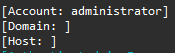 [Account: administrator]
[Domain: ]
[Host: ]